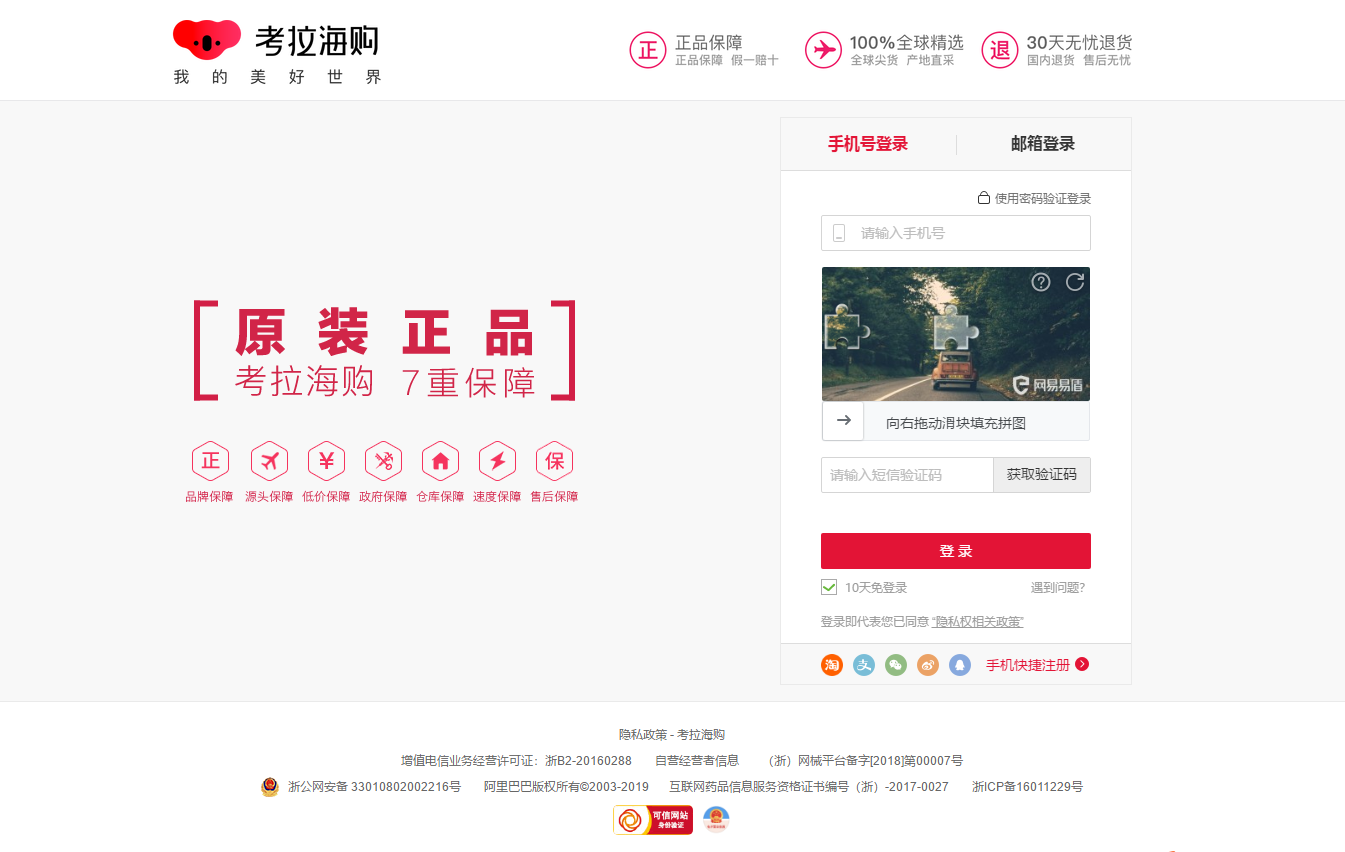 考拉海购
我的美好世界
正 正品保障
正品保障 假一赔十
100%全球精选
全球尖货 产地直采
退 30天无忧退货
国内退货 售后无忧
手机号登录 邮箱登录
使用密码验证登录
请输入手机号
网易易盾
向右拖动滑块填充拼图
请输入短信验证码 获取验证码
登 录
10天免登录 遇到问题?
登录即代表您已同意 “隐私权相关政策”
淘 支 手机快捷注册
原装正品
考拉海购 7重保障
正 ¥ 保
品牌保障 源头保障 低价保障 政府保障 仓库保障 速度保障 售后保障
隐私政策 - 考拉海购
增值电信业务经营许可证：浙B2-20160288 自营经营者信息 （浙）网械平台备字[2018]第00007号
浙公网安备 33010802002216号 阿里巴巴版权所有©2003-2019 互联网药品信息服务资格证书编号（浙）-2017-0027 浙ICP备16011229号
可信网站
身份验证